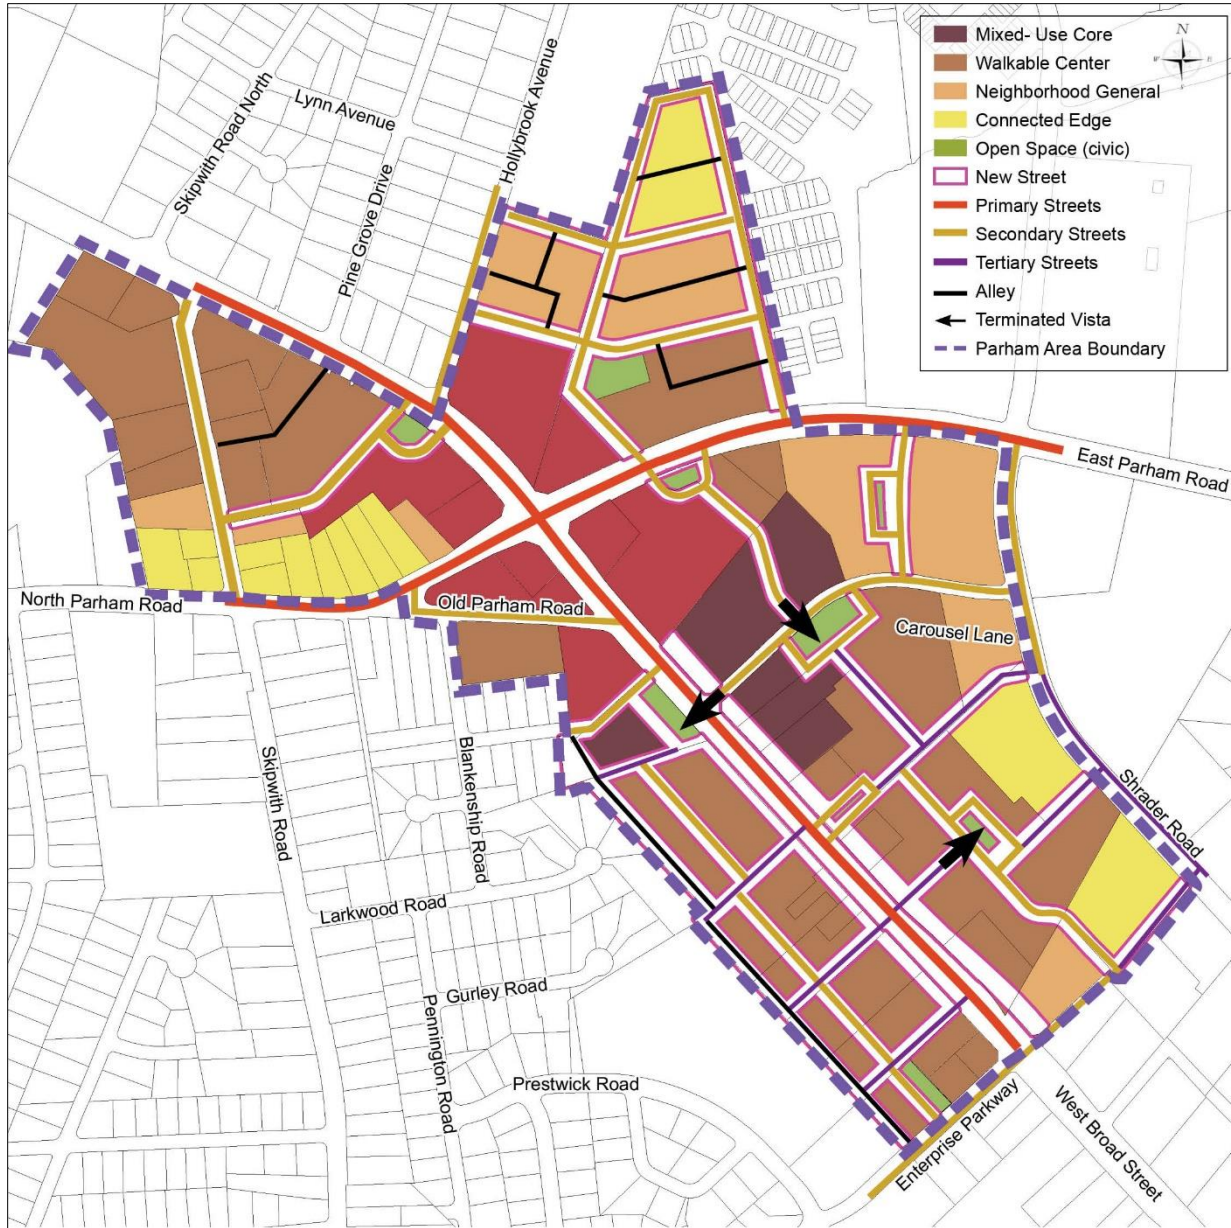 Mixed- Use Core
Walkable Center
Neighborhood General
Connected Edge
Open Space (civic)
New Street
Primary Streets
Secondary Streets
Tertiary Streets
Alley
Terminated Vista
Parham Area Boundary
N
W
E
S
Skipwith Road North
Lynn Avenue
Pine Grove Drive
Hollybrook Avenue
East Parham Road
North Parham Road
Old Parham Road
Carousel Lane
Skipwith Road
Blankenship Road
Shrader Road
Larkwood Road
Gurley Road
Pennington Road
Prestwick Road
Enterprise Parkway
West Broad Street